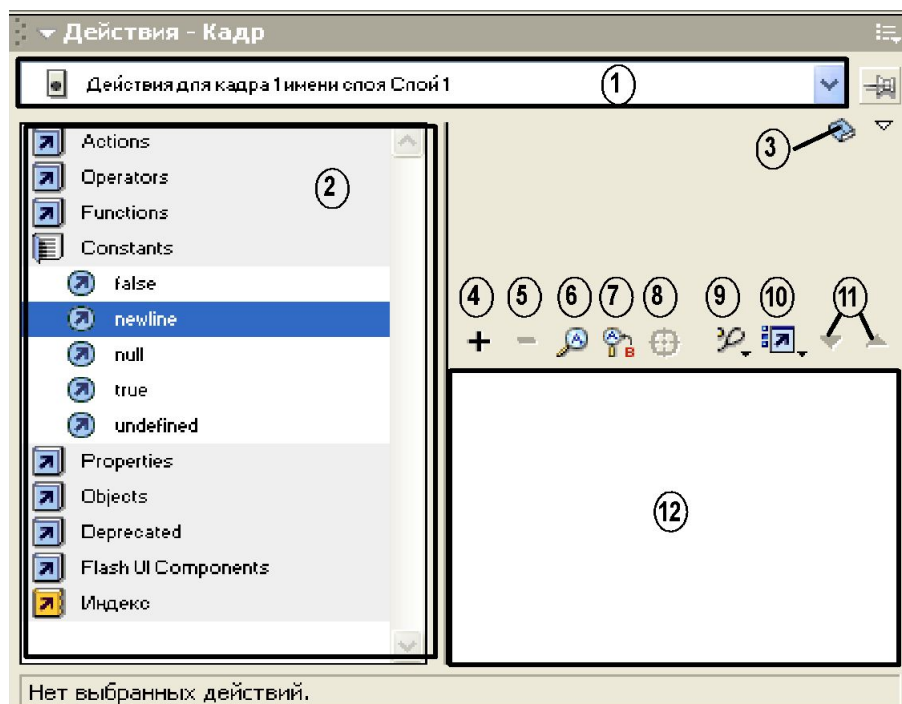 Действия - Кадр
Действия для кадра 1 имени слоя Слой 1
1
3
Actions
Operators
2
Functions
Constants
false
newline
null
true
undefined
Properties
Objects
Deprecated
Flash UI Components
Индекс
4 5 6 7 8 9 10 11
+ −
A A B
12
Нет выбранных действий.